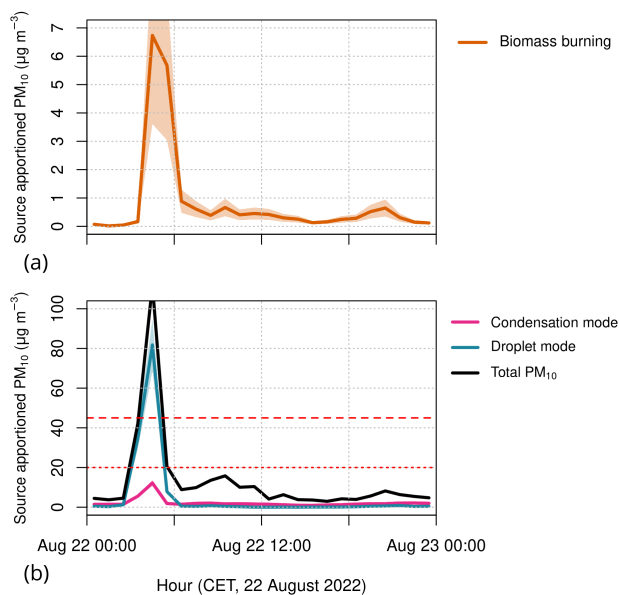 Source apportioned PM₁₀ (µg m⁻³)
7
6
5
4
3
2
1
0
Biomass burning
(a)
Source apportioned PM₁₀ (µg m⁻³)
100
80
60
40
20
0
Condensation mode
Droplet mode
Total PM₁₀
Aug 22 00:00 Aug 22 12:00 Aug 23 00:00
(b)
Hour (CET, 22 August 2022)